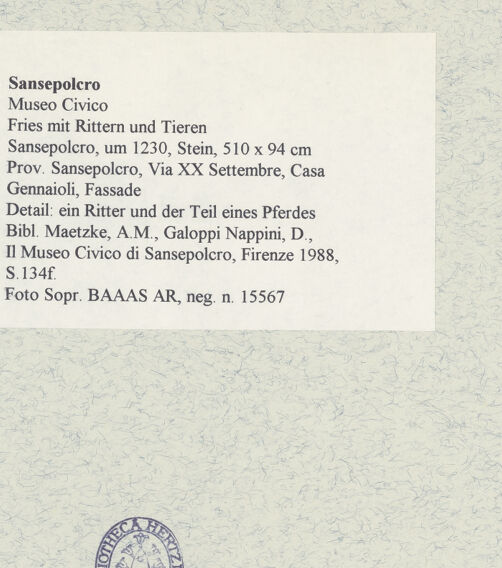 Sansepolcro
Museo Civico
Fries mit Rittern und Tieren
Sansepolcro, um 1230, Stein, 510 x 94 cm
Prov. Sansepolcro, Via XX Settembre, Casa
Gennaioli, Fassade
Detail: ein Ritter und der Teil eines Pferdes
Bibl. Maetzke, A.M., Galoppi Nappini, D.,
Il Museo Civico di Sansepolcro, Firenze 1988,
S.134f.
Foto Sopr. BAAAS AR, neg. n. 15567
IOTHECA HERTZ